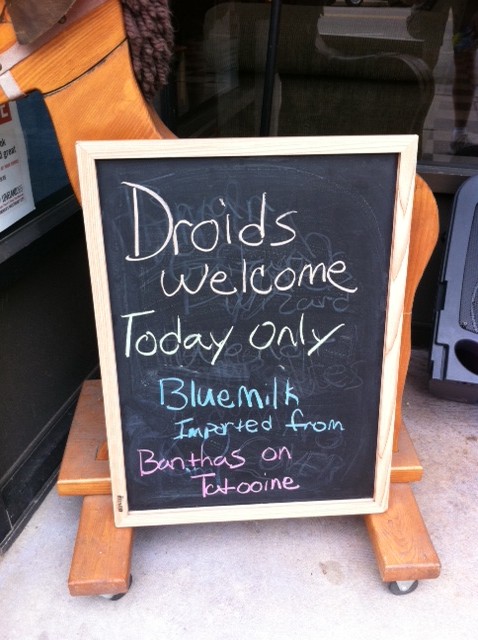 Droids
welcome
Today only
Bluemilk
Imported from
Banthas on
Tatooine